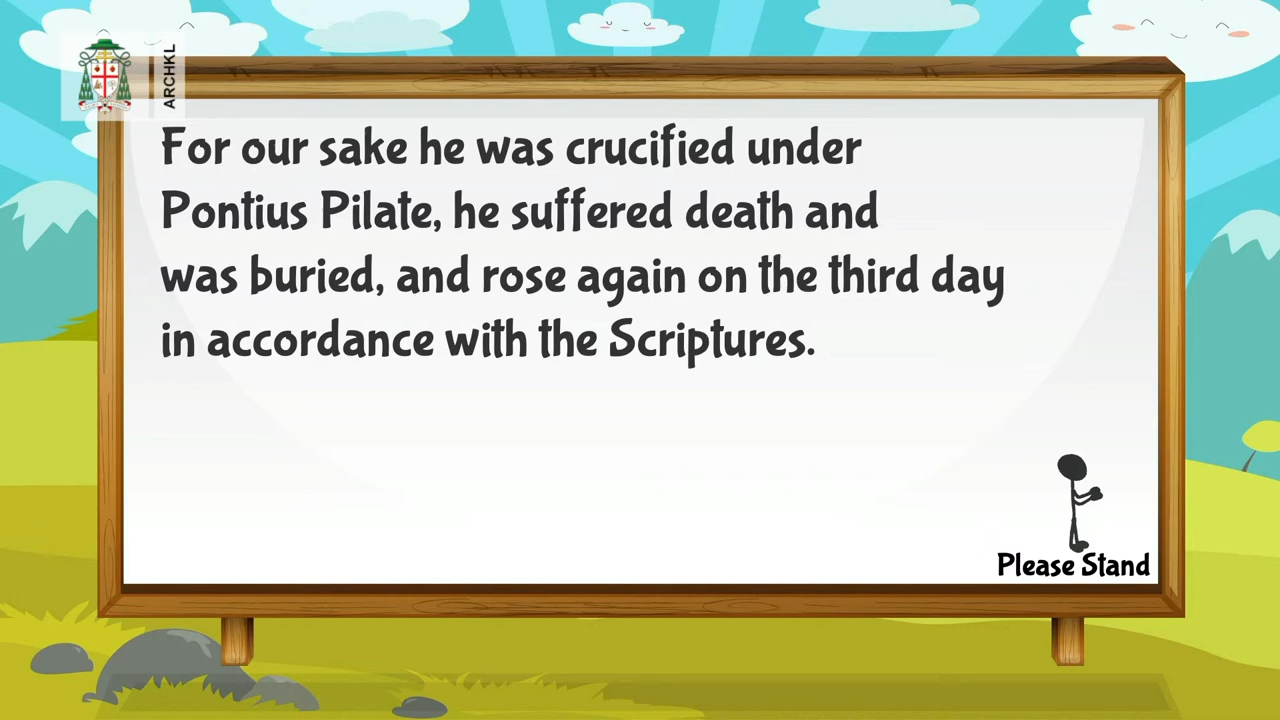 ARCHKL
For our sake he was crucified under
Pontius Pilate, he suffered death and
was buried, and rose again on the third day
in accordance with the Scriptures.
Please Stand